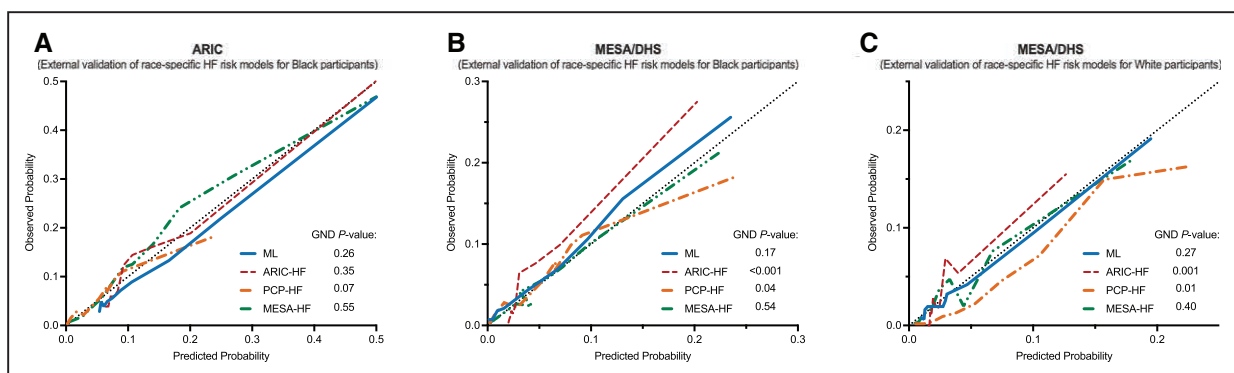 A
ARIC
(External validation of race-specific HF risk models for Black participants)
0.5
0.4
0.3
0.2
0.1
0.0
Observed Probability
0.0 0.1 0.2 0.3 0.4 0.5
Predicted Probability
GND P-value:
ML 0.26
ARIC-HF 0.35
PCP-HF 0.07
MESA-HF 0.55
B
MESA/DHS
(External validation of race-specific HF risk models for Black participants)
0.3
0.2
0.1
0.0
Observed Probability
0.0 0.1 0.2 0.3
Predicted Probability
GND P-value:
ML 0.17
ARIC-HF <0.001
PCP-HF 0.04
MESA-HF 0.54
C
MESA/DHS
(External validation of race-specific HF risk models for White participants)
0.2
0.1
0.0
Observed Probability
0.0 0.1 0.2
Predicted Probability
GND P-value:
ML 0.27
ARIC-HF 0.001
PCP-HF 0.01
MESA-HF 0.40